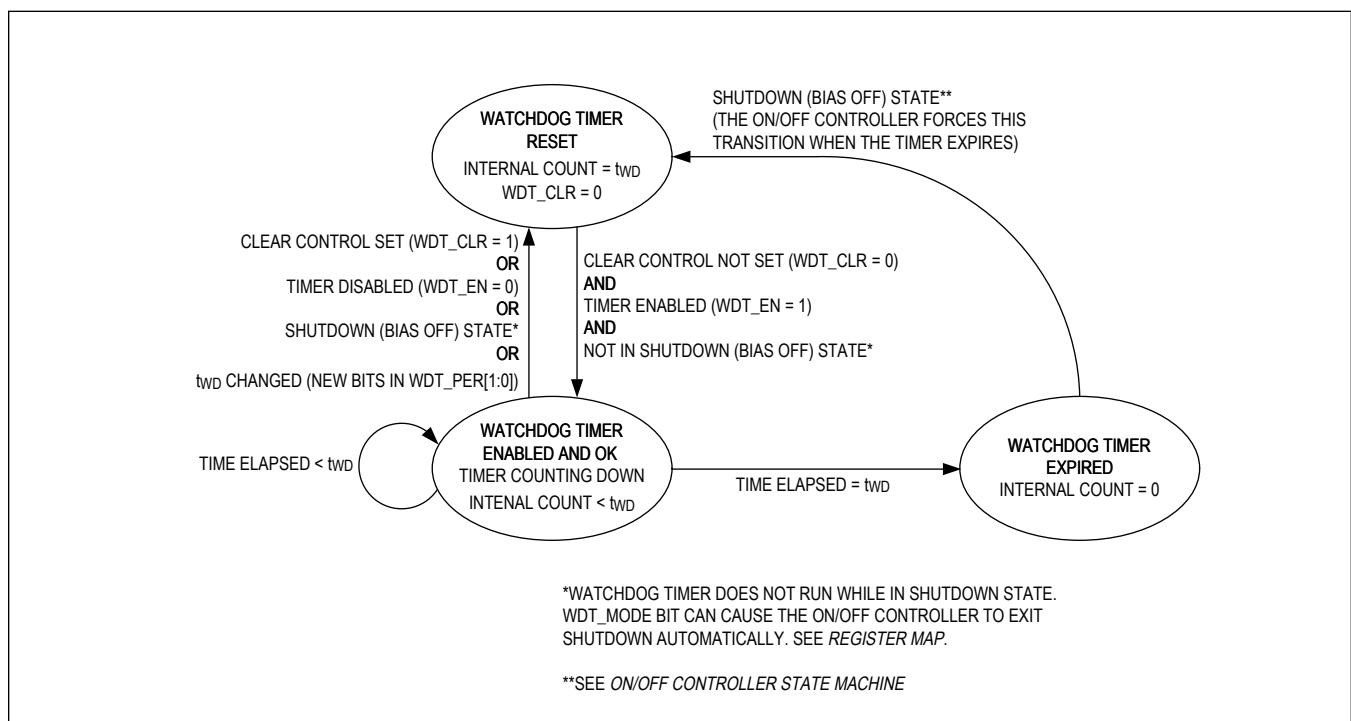 SHUTDOWN (BIAS OFF) STATE**
(THE ON/OFF CONTROLLER FORCES THIS
TRANSITION WHEN THE TIMER EXPIRES)
WATCHDOG TIMER
RESET
INTERNAL COUNT = tWD
WDT_CLR = 0
CLEAR CONTROL SET (WDT_CLR = 1)
OR
TIMER DISABLED (WDT_EN = 0)
OR
SHUTDOWN (BIAS OFF) STATE*
OR
tWD CHANGED (NEW BITS IN WDT_PER[1:0])
CLEAR CONTROL NOT SET (WDT_CLR = 0)
AND
TIMER ENABLED (WDT_EN = 1)
AND
NOT IN SHUTDOWN (BIAS OFF) STATE*
TIME ELAPSED < tWD
WATCHDOG TIMER
ENABLED AND OK
TIMER COUNTING DOWN
INTENAL COUNT < tWD
TIME ELAPSED = tWD
WATCHDOG TIMER
EXPIRED
INTERNAL COUNT = 0
*WATCHDOG TIMER DOES NOT RUN WHILE IN SHUTDOWN STATE.
WDT_MODE BIT CAN CAUSE THE ON/OFF CONTROLLER TO EXIT
SHUTDOWN AUTOMATICALLY. SEE REGISTER MAP.
**SEE ON/OFF CONTROLLER STATE MACHINE